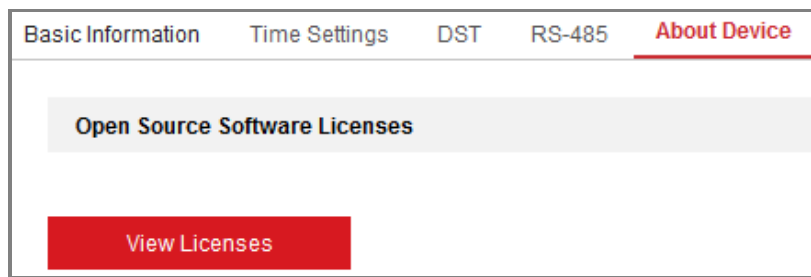 Basic Information Time Settings DST RS-485 About Device
Open Source Software Licenses
View Licenses